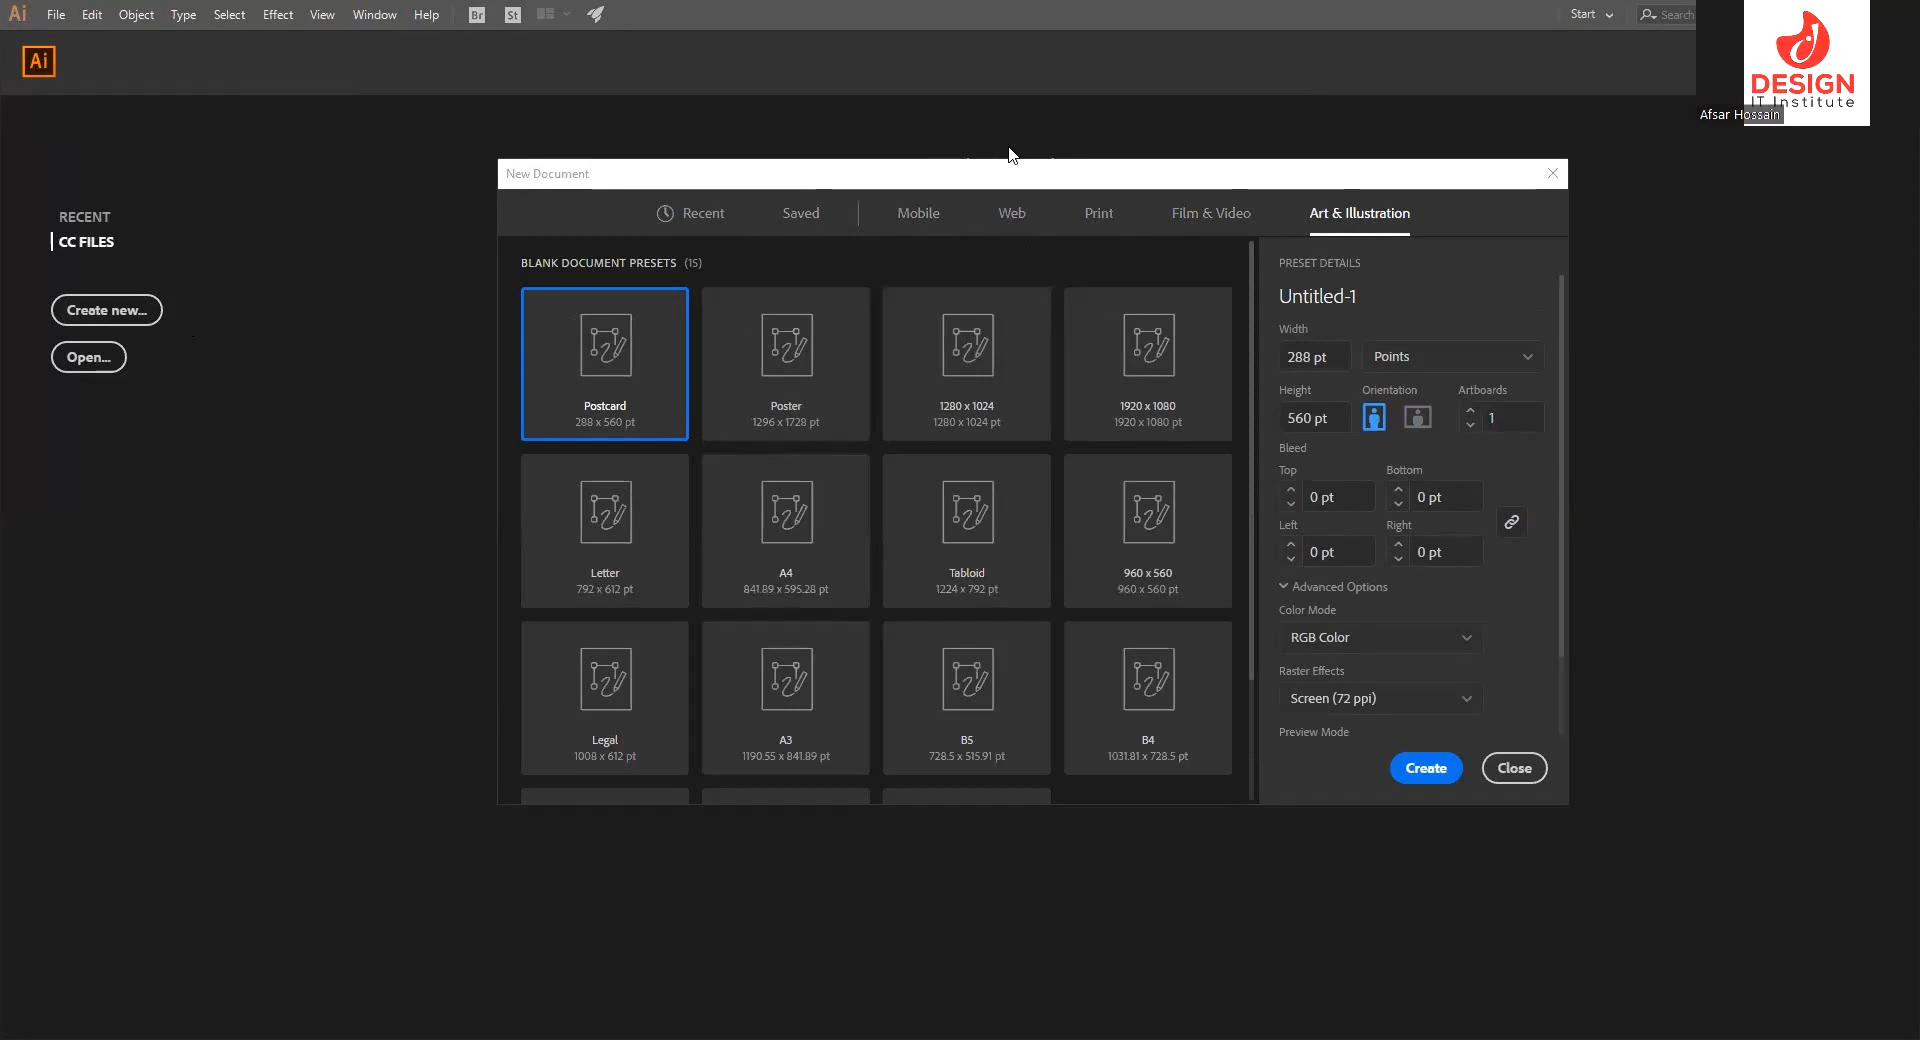 Ai File Edit Object Type Select Effect View Window Help Br St Start Search
Ai
DESIGN
IT Institute
Afsar Hossain
New Document
Recent Saved Mobile Web Print Film & Video Art & Illustration
RECENT
CC FILES
Create new...
Open...
BLANK DOCUMENT PRESETS (15)
Postcard
288 x 560 pt
Poster
1296 x 1728 pt
1280 x 1024
1280 x 1024 pt
1920 x 1080
1920 x 1080 pt
Letter
792 x 612 pt
A4
841.89 x 595.28 pt
Tabloid
1224 x 792 pt
960 x 560
960 x 560 pt
Legal
1008 x 612 pt
A3
1190.55 x 841.89 pt
B5
728.5 x 515.91 pt
B4
1031.81 x 728.5 pt
PRESET DETAILS
Untitled-1
Width
288 pt Points
Height Orientation Artboards
560 pt 1
Bleed
Top Bottom
0 pt 0 pt
Left Right
0 pt 0 pt
Advanced Options
Color Mode
RGB Color
Raster Effects
Screen (72 ppi)
Preview Mode
Create Close